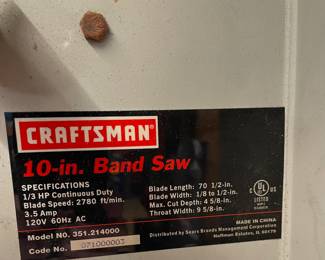 CRAFTSMAN®
10-in. Band Saw
SPECIFICATIONS
1/3 HP Continuous Duty
Blade Speed: 2780 ft/min.
3.5 Amp
120V 60Hz AC
Blade Length: 70 1/2-in.
Blade Width: 1/8 to 1/2-in.
Max. Cut Depth: 4 5/8-in.
Throat Width: 9 5/8-in.
C UL US
LISTED
Model NO. 351.214000
Code No. 071000003
MADE IN CHINA
Distributed by Sears Brands Management Corporation
Hoffman Estates, IL 60179